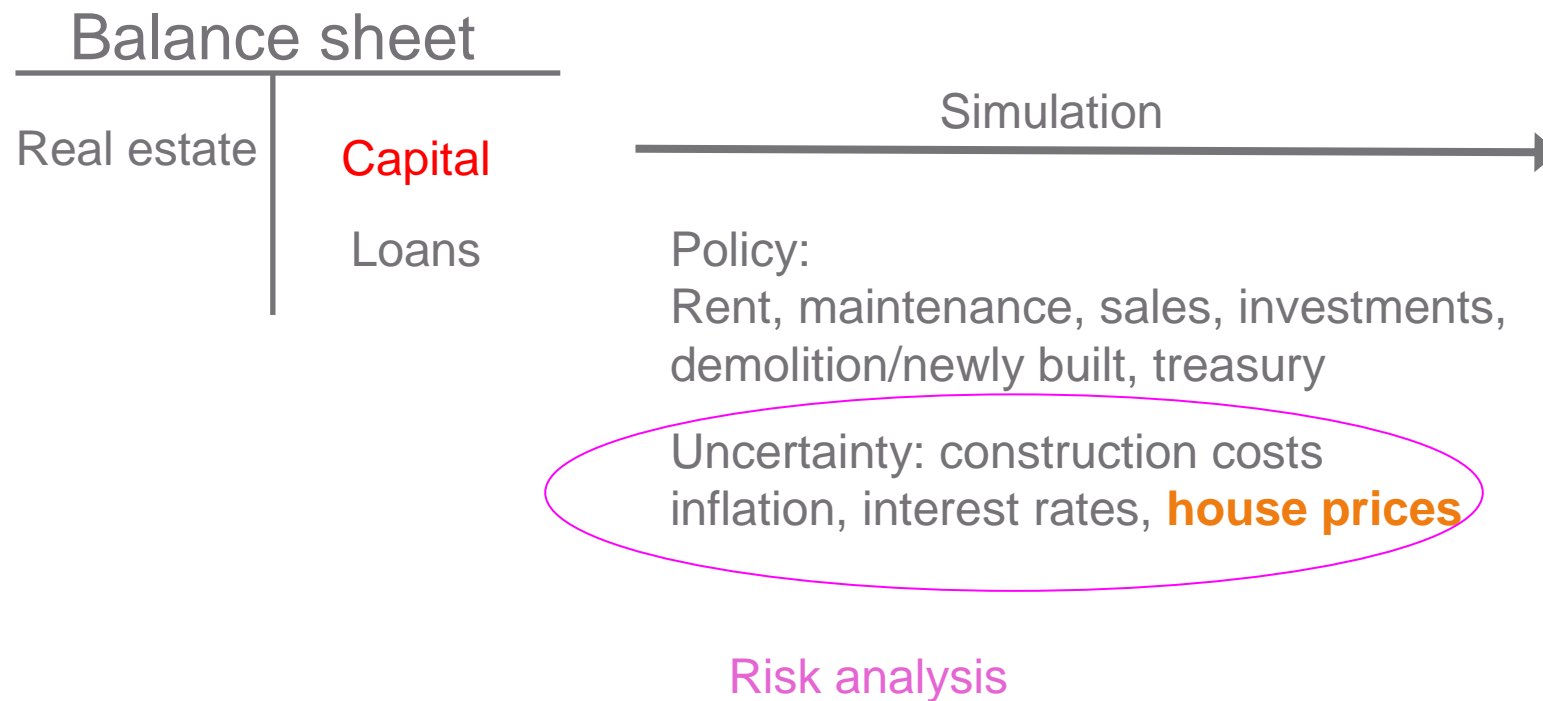 Balance sheet
Real estate
Capital
Loans
Simulation
Policy:
Rent, maintenance, sales, investments,
demolition/newly built, treasury
Uncertainty: construction costs
inflation, interest rates, house prices
Risk analysis